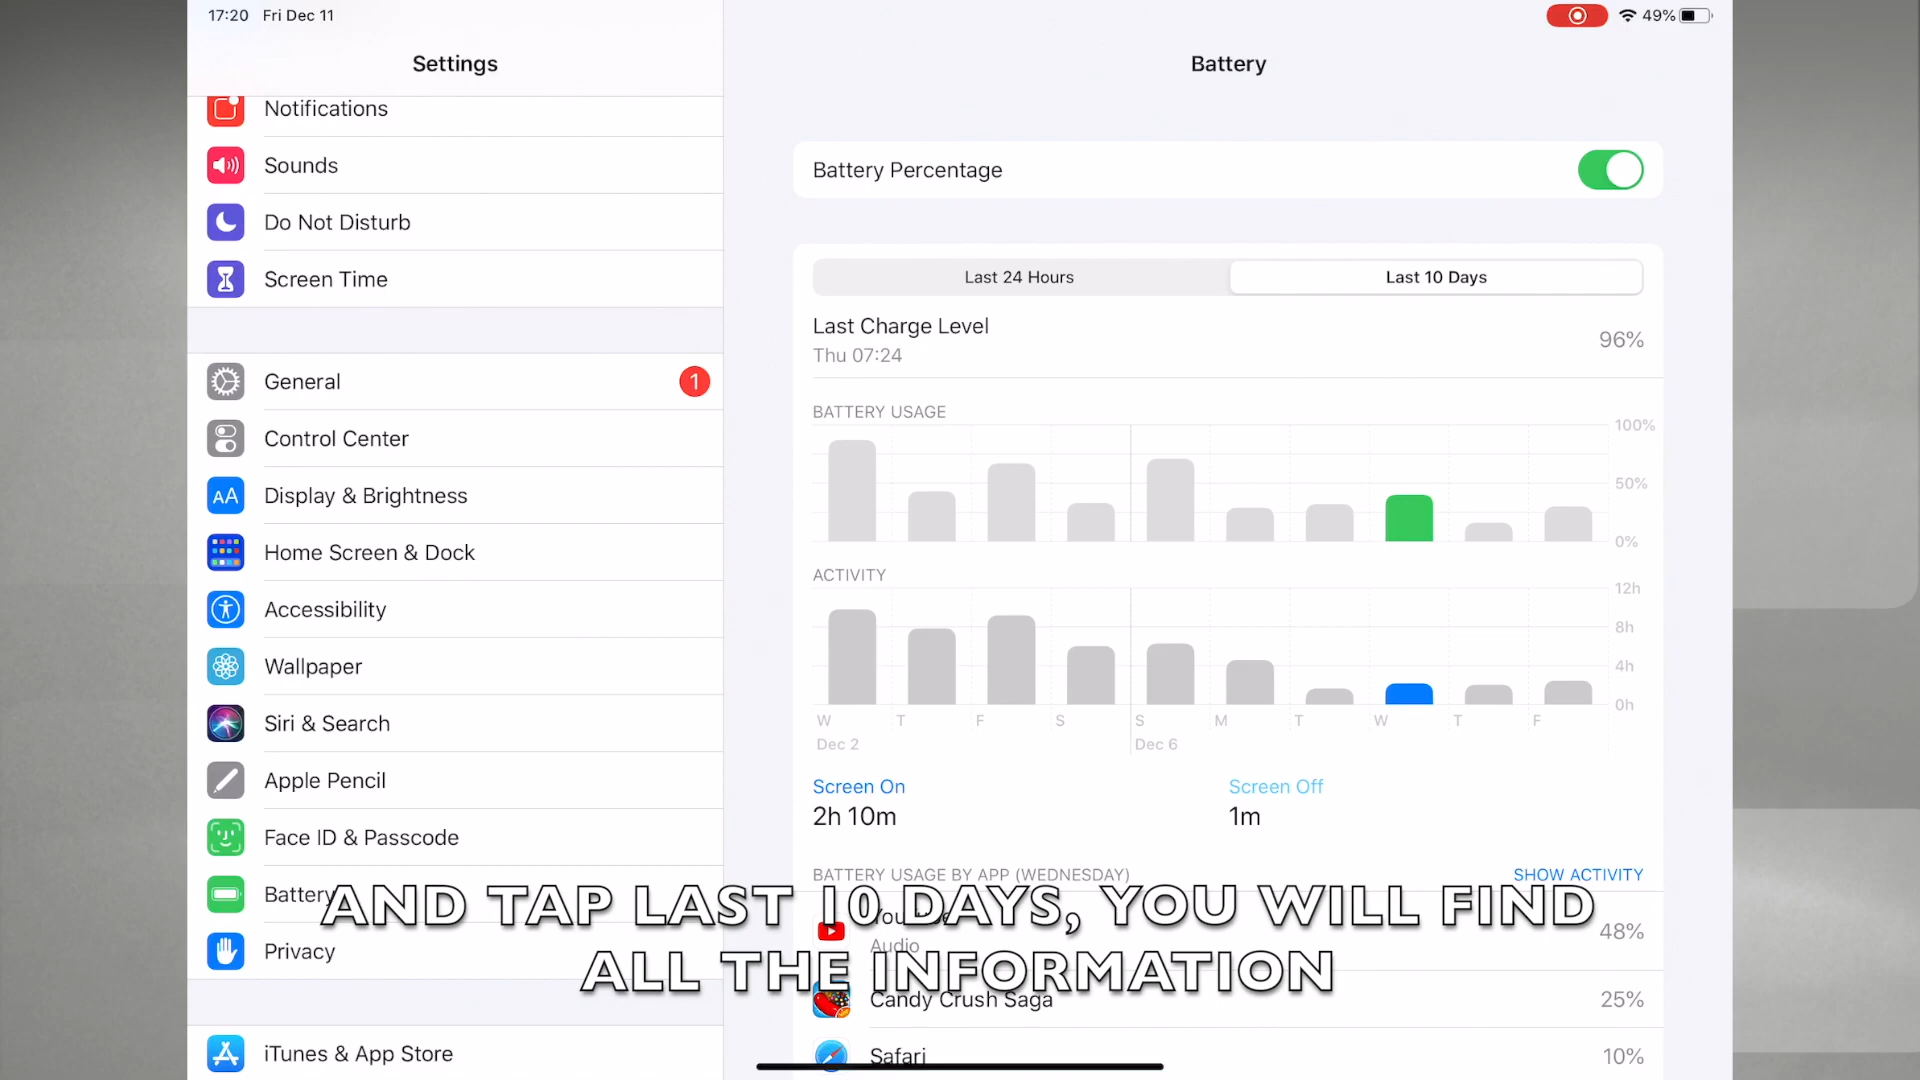 17:20 Fri Dec 11
49%
Settings
Notifications
Sounds
Do Not Disturb
Screen Time
General
1
Control Center
AA
Display & Brightness
Home Screen & Dock
Accessibility
Wallpaper
Siri & Search
Apple Pencil
Face ID & Passcode
Battery
Privacy
iTunes & App Store
Battery
Battery Percentage
Last 24 Hours
Last 10 Days
Last Charge Level
96%
Thu 07:24
BATTERY USAGE
100%
50%
0%
ACTIVITY
12h
8h
4h
0h
W T F S S M T W T F
Dec 2 Dec 6
Screen On
2h 10m
Screen Off
1m
BATTERY USAGE BY APP (WEDNESDAY)
SHOW ACTIVITY
48%
Audio
Candy Crush Saga
25%
Safari
10%
AND TAP LAST 10 DAYS, YOU WILL FIND
ALL THE INFORMATION